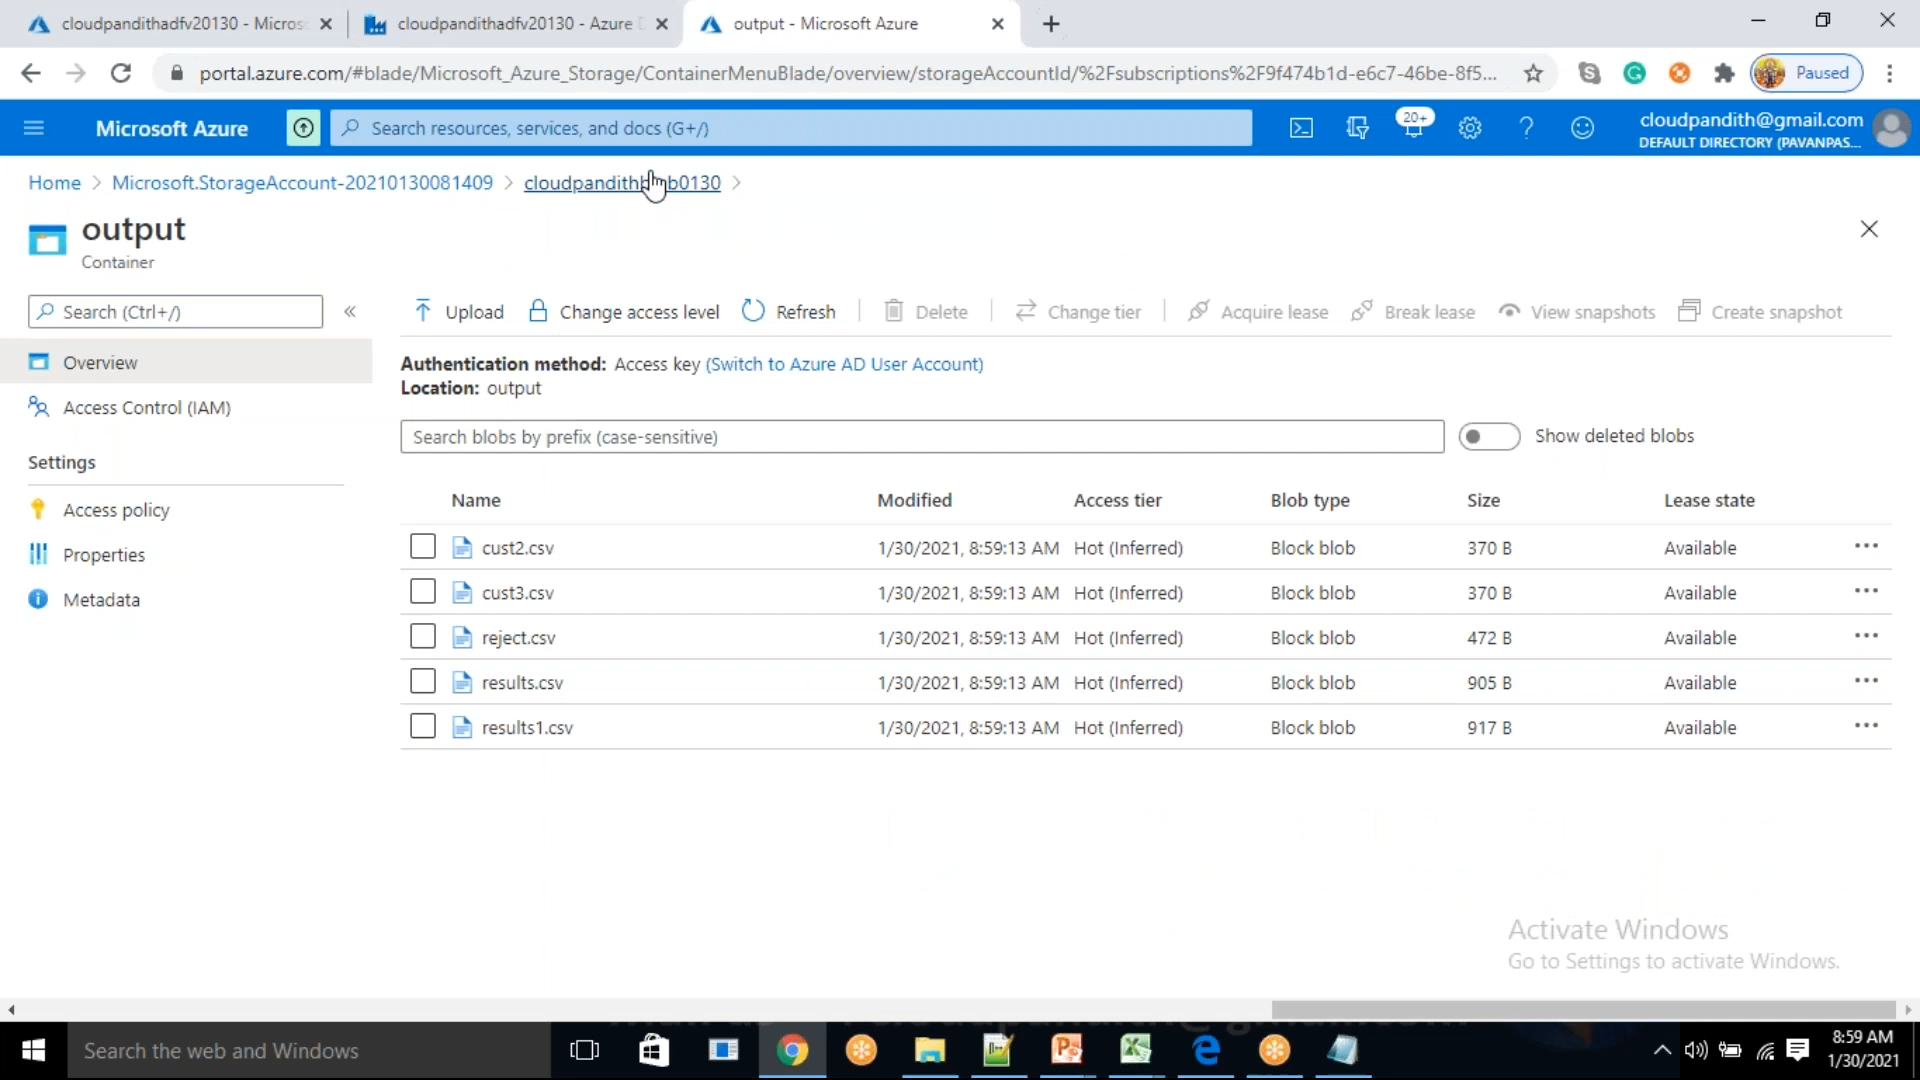 cloudpandithadfv20130 - Micros
cloudpandithadfv20130 - Azure D
output - Microsoft Azure
portal.azure.com/#blade/Microsoft_Azure_Storage/ContainerMenuBlade/overview/storageAccountId/%2Fsubscriptions%2F9f474b1d-e6c7-46be-8f5...
Paused
Microsoft Azure
Search resources, services, and docs (G+/)
20+
cloudpandith@gmail.com
DEFAULT DIRECTORY (PAVANPAS...
Home > Microsoft.StorageAccount-20210130081409 >
output
Container
Search (Ctrl+/)
«
Upload
Change access level
Refresh
Delete
Change tier
Acquire lease
Break lease
View snapshots
Create snapshot
Overview
Access Control (IAM)
Settings
Access policy
Properties
Metadata
Authentication method: Access key (Switch to Azure AD User Account)
Location: output
Search blobs by prefix (case-sensitive)
Show deleted blobs
Name Modified Access tier Blob type Size Lease state
cust2.csv 1/30/2021, 8:59:13 AM Hot (Inferred) Block blob 370 B Available ...
cust3.csv 1/30/2021, 8:59:13 AM Hot (Inferred) Block blob 370 B Available ...
reject.csv 1/30/2021, 8:59:13 AM Hot (Inferred) Block blob 472 B Available ...
results.csv 1/30/2021, 8:59:13 AM Hot (Inferred) Block blob 905 B Available ...
results1.csv 1/30/2021, 8:59:13 AM Hot (Inferred) Block blob 917 B Available ...
Activate Windows
Go to Settings to activate Windows.
Search the web and Windows
8:59 AM
1/30/2021